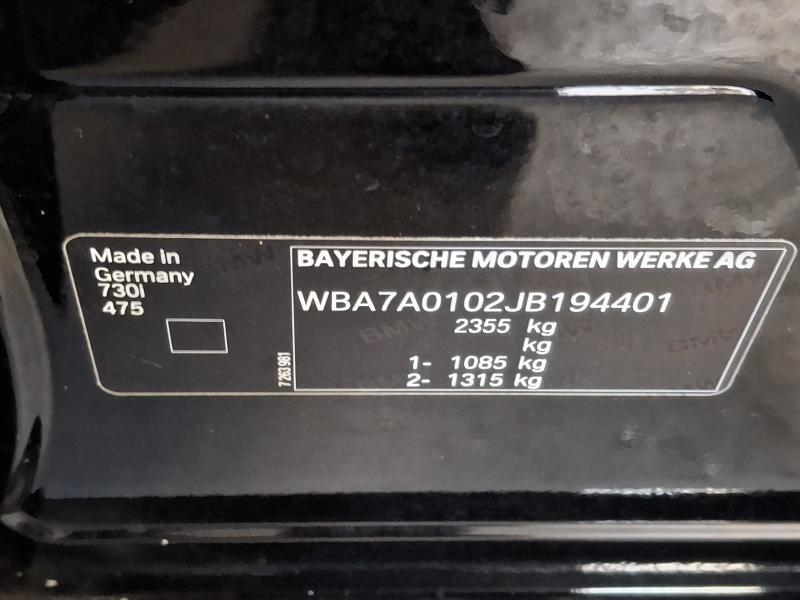 Made in
Germany
730i
475
7 263 981
BAYERISCHE MOTOREN WERKE AG
WBA7A0102JB194401
2355 kg
kg
1- 1085 kg
2- 1315 kg